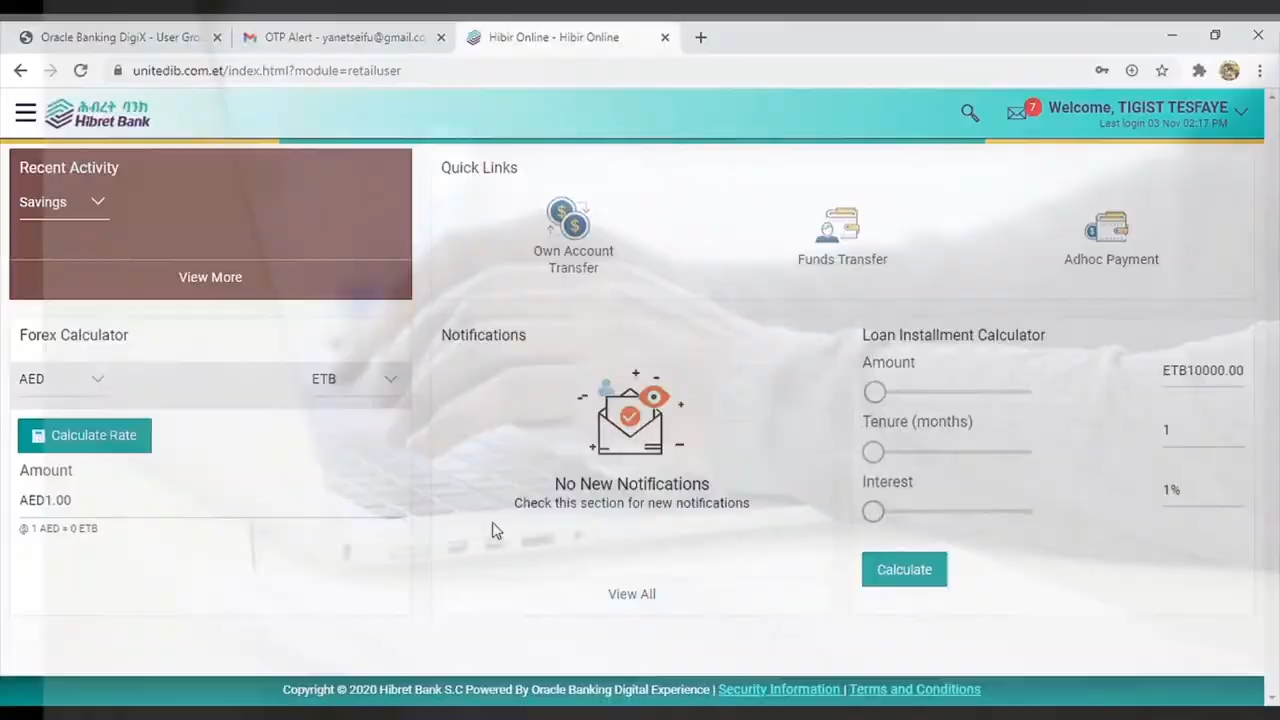 Oracle Banking DigiX - User Gro
OTP Alert - yanetseifu@gmail.co
Hibir Online - Hibir Online
unitedib.com.et/index.html?module=retailuser
ሕብረት ባንክ
Hibret Bank
7
Welcome, TIGIST TESFAYE
Last login 03 Nov 02:17 PM
Recent Activity
Savings
View More
Quick Links
Own Account
Transfer
Funds Transfer
Adhoc Payment
Forex Calculator
AED
ETB
Calculate Rate
Amount
AED1.00
@ 1 AED = 0 ETB
Notifications
No New Notifications
Check this section for new notifications
View All
Loan Installment Calculator
Amount
ETB10000.00
Tenure (months)
1
Interest
1%
Calculate
Copyright © 2020 Hibret Bank S.C Powered By Oracle Banking Digital Experience | Security Information | Terms and Conditions